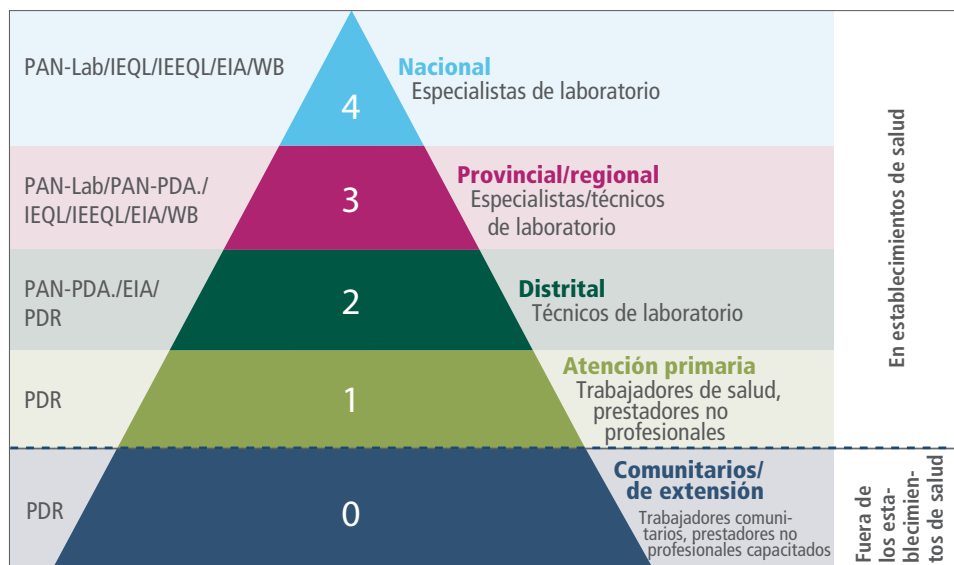 PAN-Lab/IEQL/IEEQL/EIA/WB
4
Nacional
Especialistas de laboratorio
PAN-Lab/PAN-PDA./
IEQL/IEEQL/EIA/WB
3
Provincial/regional
Especialistas/técnicos
de laboratorio
PAN-PDA./EIA/
PDR
2
Distrital
Técnicos de laboratorio
PDR
1
Atención primaria
Trabajadores de salud,
prestadores no
profesionales
En establecimientos de salud
PDR
0
Comunitarios/
de extensión
Trabajadores comuni-
tarios, prestadores no
profesionales capacitados
Fuera de
los esta-
blecimien-
tos de salud